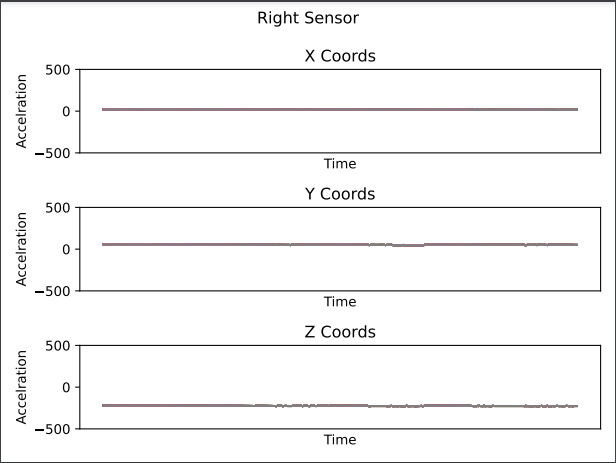 Right Sensor
X Coords
500
0
−500
Accelration
Time
Y Coords
500
0
−500
Accelration
Time
Z Coords
500
0
−500
Accelration
Time